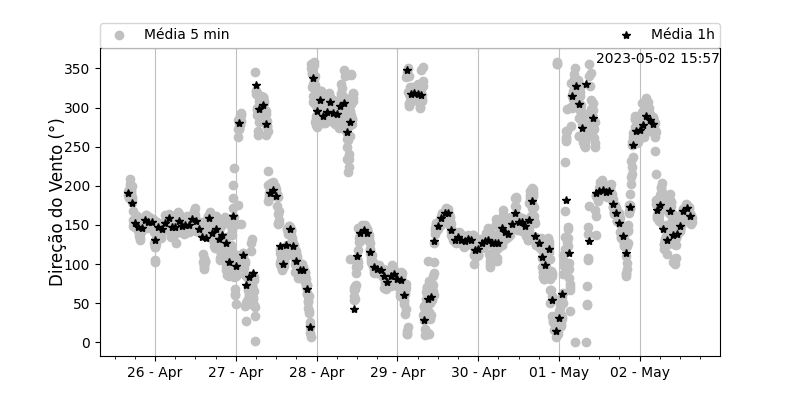 Média 5 min
Média 1h
2023-05-02 15:57
Direção do Vento (°)
350
300
250
200
150
100
50
0
26 - Apr
27 - Apr
28 - Apr
29 - Apr
30 - Apr
01 - May
02 - May